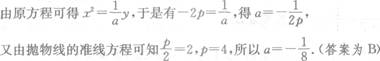 由原方程可得 x²=1/a y,于是有-2p=1/a,得 a=-1/2p,
又由抛物线的准线方程可知 p/2=2,p=4,所以 a=-1/8.(答案为 B)